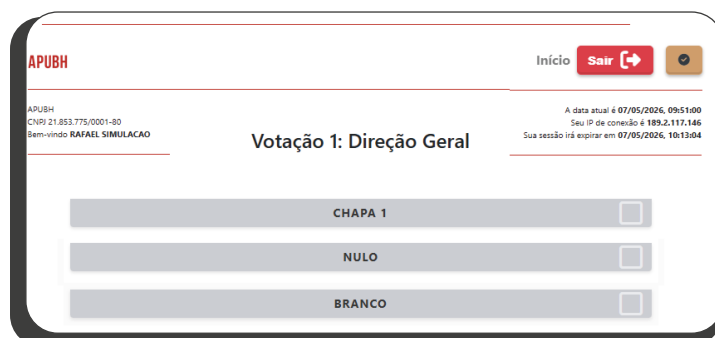 APUBH
Início
Sair
APUBH
CNPJ 21.853.775/0001-80
Bem-vindo RAFAEL SIMULACAO
Votação 1: Direção Geral
A data atual é 07/05/2026, 09:51:00
Seu IP de conexão é 189.2.117.146
Sua sessão irá expirar em 07/05/2026, 10:13:04
CHAPA 1
NULO
BRANCO